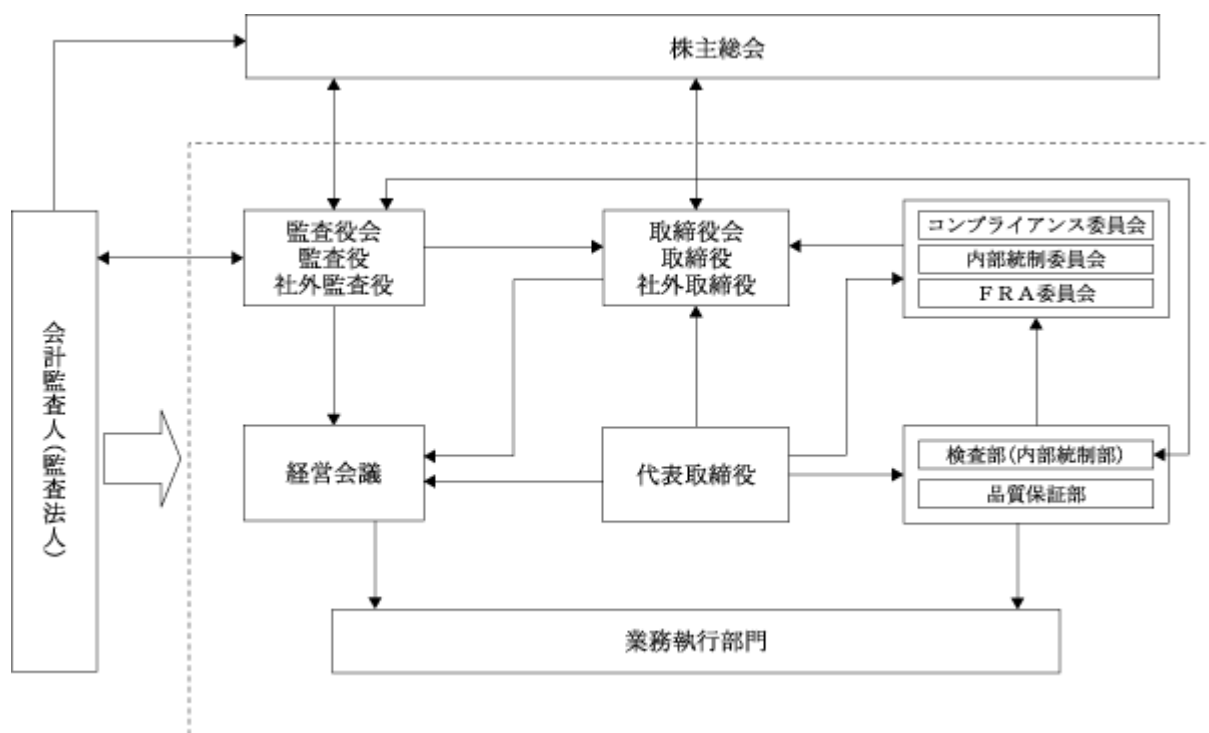 株主総会
監査役会
監査役
社外監査役
取締役会
取締役
社外取締役
コンプライアンス委員会
内部統制委員会
ＦＲＡ委員会
会計監査人(監査法人)
経営会議
代表取締役
検査部(内部統制部)
品質保証部
業務執行部門